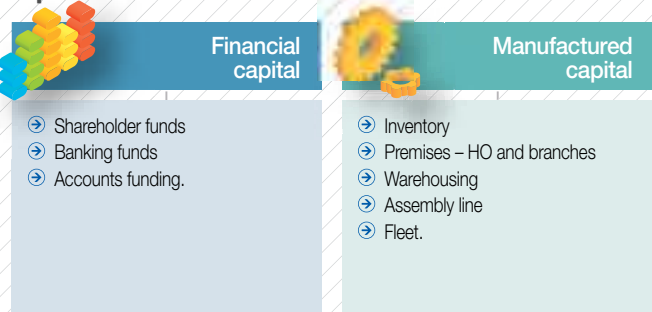 Financial
capital
Shareholder funds
Banking funds
Accounts funding.
Manufactured
capital
Inventory
Premises – HO and branches
Warehousing
Assembly line
Fleet.